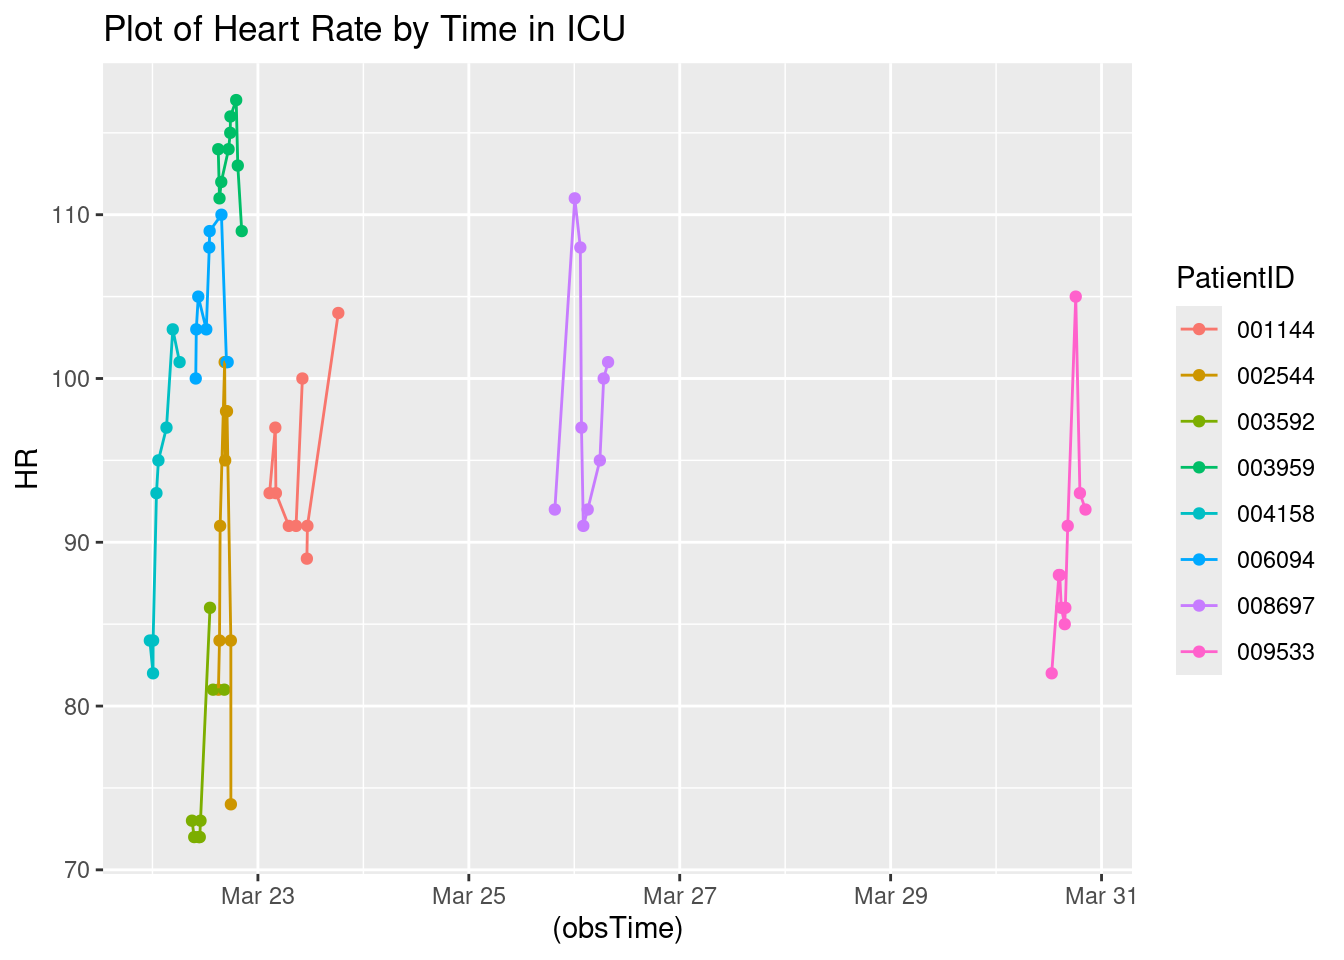 Plot of Heart Rate by Time in ICU
110
100
90
80
70
HR
Mar 23
Mar 25
Mar 27
Mar 29
Mar 31
(obsTime)
PatientID
001144
002544
003592
003959
004158
006094
008697
009533